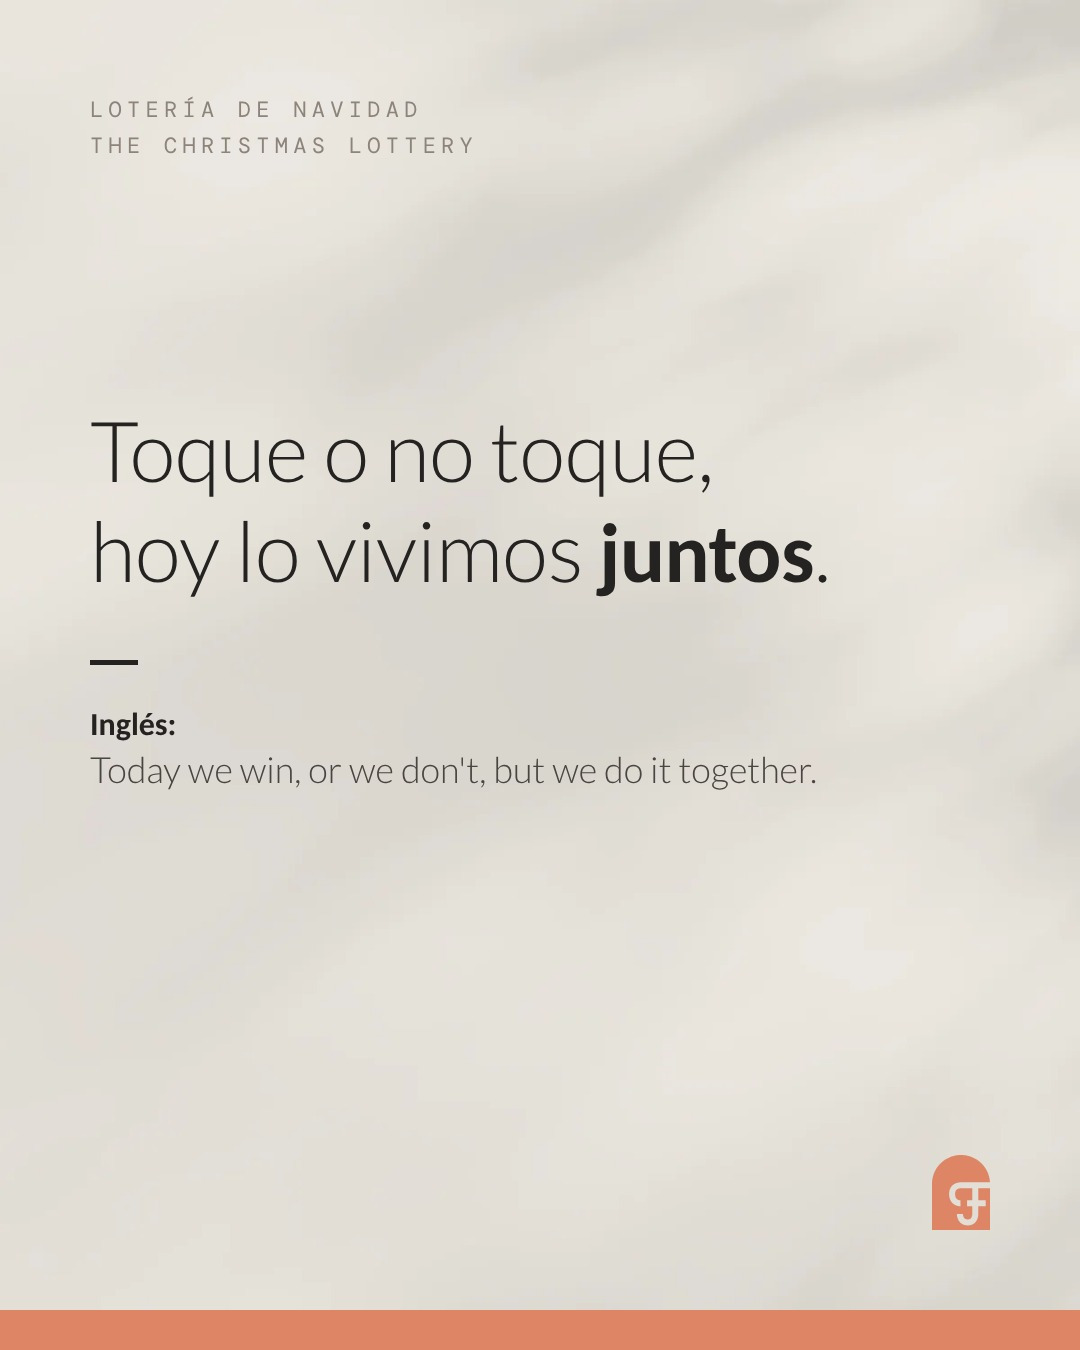 LOTERÍA DE NAVIDAD
THE CHRISTMAS LOTTERY
Toque o no toque,
hoy lo vivimos juntos.
Inglés:
Today we win, or we don't, but we do it together.